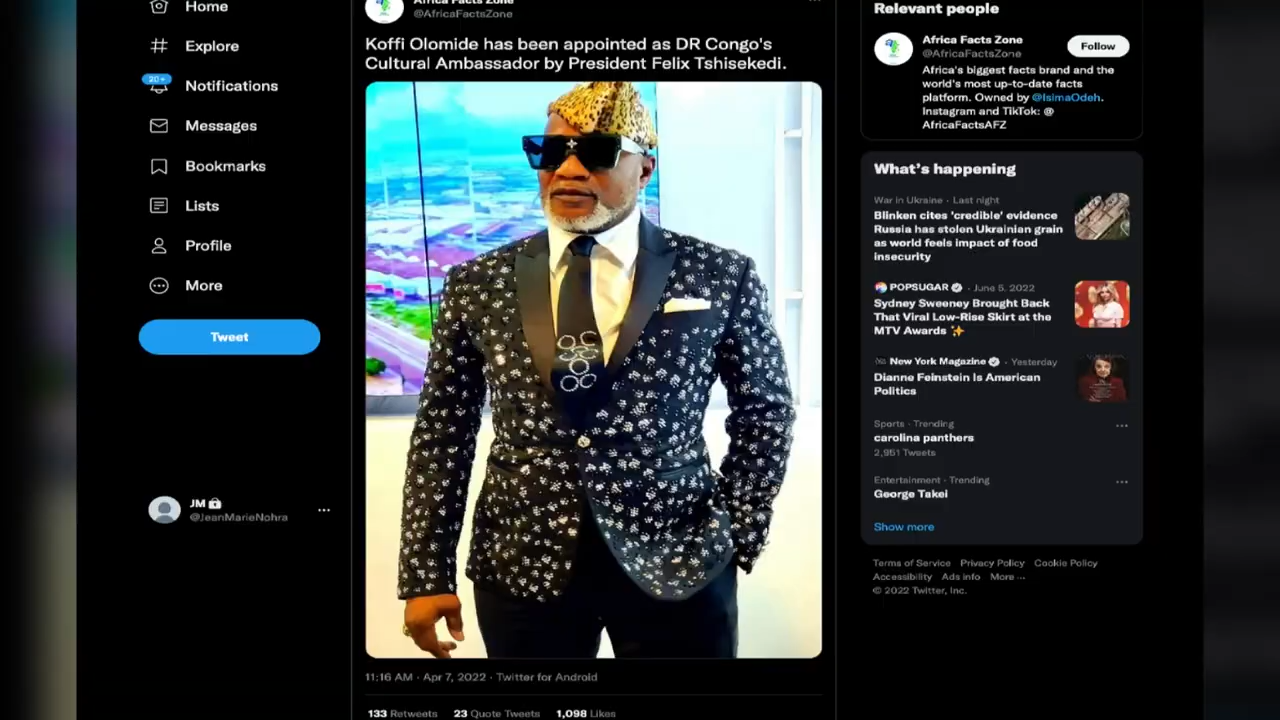 Home
Explore
20+
Notifications
Messages
Bookmarks
Lists
Profile
More
Tweet
JM
@JeanMarieNohra
Africa Facts Zone
@AfricaFactsZone
Koffi Olomide has been appointed as DR Congo's
Cultural Ambassador by President Felix Tshisekedi.
11:16 AM · Apr 7, 2022 · Twitter for Android
133 Retweets 23 Quote Tweets 1,098 Likes
Relevant people
Africa Facts Zone
@AfricaFactsZone
Follow
Africa's biggest facts brand and the
world's most up-to-date facts
platform. Owned by @IsimaOdeh.
Instagram and TikTok: @
AfricaFactsAFZ
What's happening
War in Ukraine · Last night
Blinken cites 'credible' evidence
Russia has stolen Ukrainian grain
as world feels impact of food
insecurity
POPSUGAR · June 5, 2022
Sydney Sweeney Brought Back
That Viral Low-Rise Skirt at the
MTV Awards ✨
New York Magazine · Yesterday
Dianne Feinstein Is American
Politics
Sports · Trending
carolina panthers
2,951 Tweets
Entertainment · Trending
George Takei
Show more
Terms of Service Privacy Policy Cookie Policy
Accessibility Ads info More ···
© 2022 Twitter, Inc.